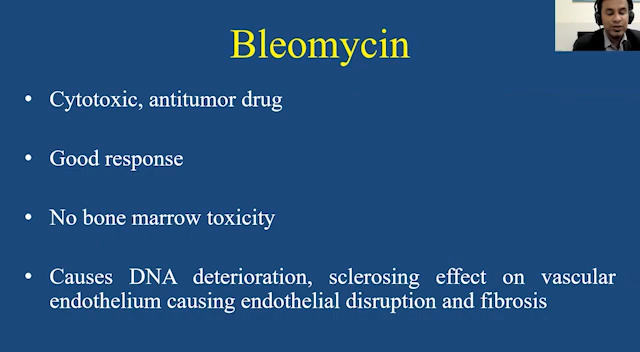 Bleomycin
• Cytotoxic, antitumor drug
• Good response
• No bone marrow toxicity
• Causes DNA deterioration, sclerosing effect on vascular
endothelium causing endothelial disruption and fibrosis